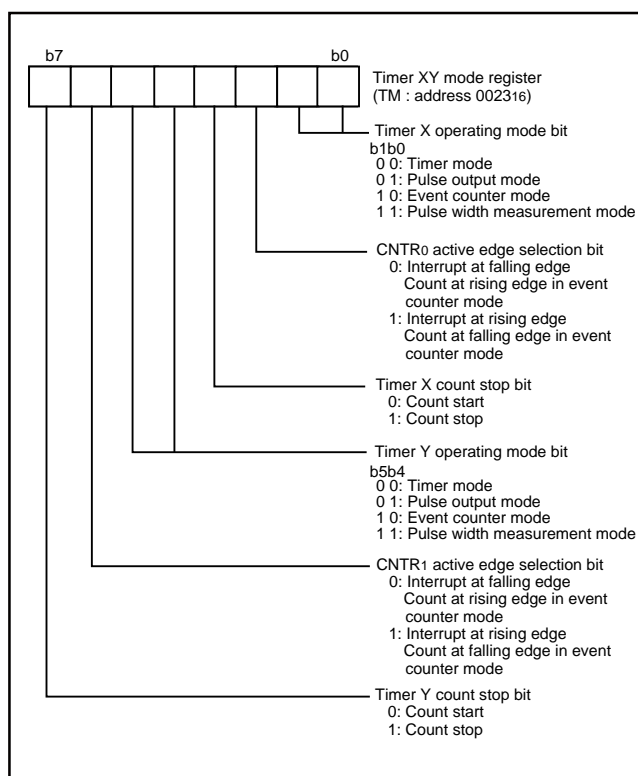 b7 b0
Timer XY mode register
(TM : address 002316)
Timer X operating mode bit
b1b0
0 0: Timer mode
0 1: Pulse output mode
1 0: Event counter mode
1 1: Pulse width measurement mode
CNTR0 active edge selection bit
0: Interrupt at falling edge
Count at rising edge in event
counter mode
1: Interrupt at rising edge
Count at falling edge in event
counter mode
Timer X count stop bit
0: Count start
1: Count stop
Timer Y operating mode bit
b5b4
0 0: Timer mode
0 1: Pulse output mode
1 0: Event counter mode
1 1: Pulse width measurement mode
CNTR1 active edge selection bit
0: Interrupt at falling edge
Count at rising edge in event
counter mode
1: Interrupt at rising edge
Count at falling edge in event
counter mode
Timer Y count stop bit
0: Count start
1: Count stop